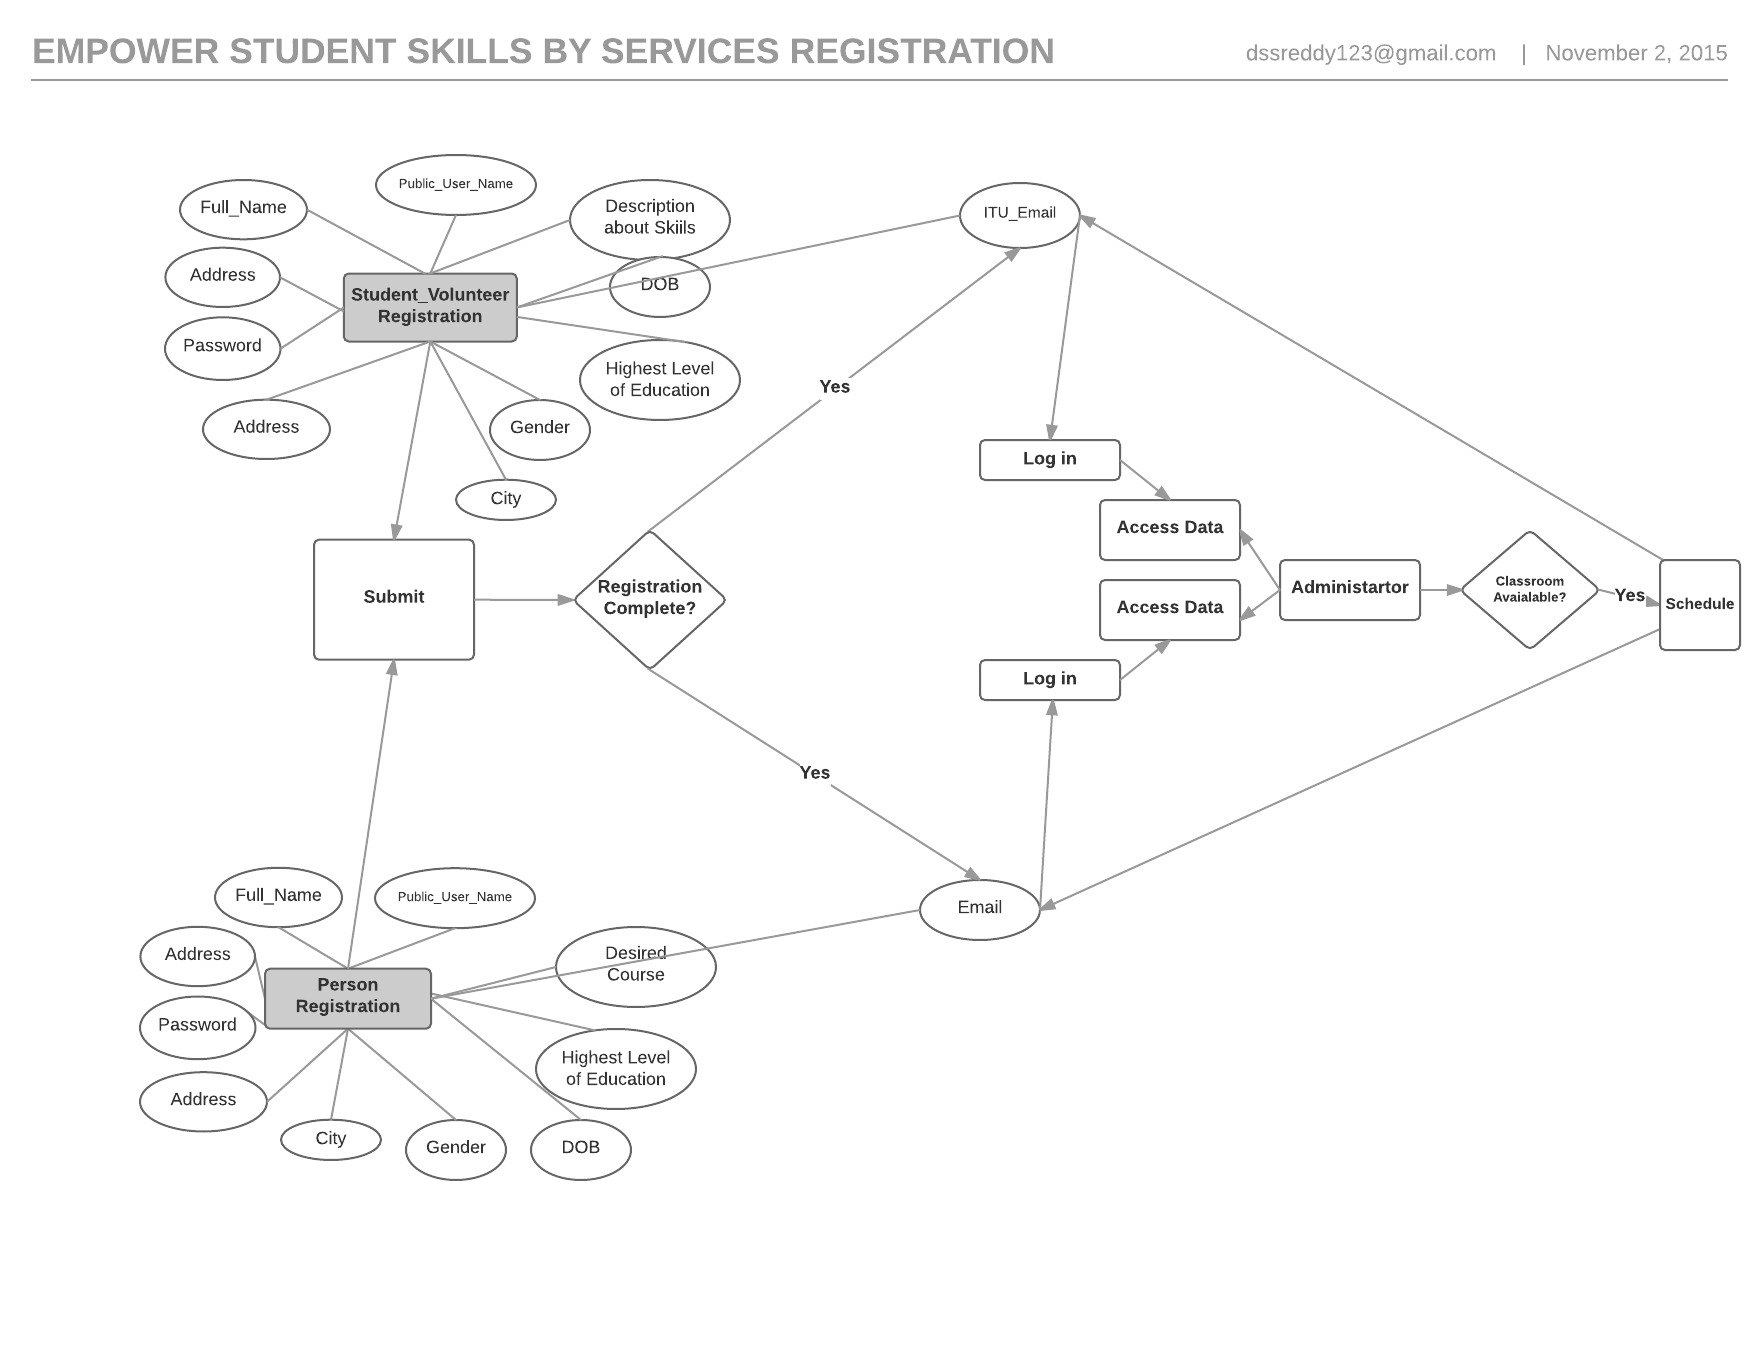 EMPOWER STUDENT SKILLS BY SERVICES REGISTRATION
dssreddy123@gmail.com | November 2, 2015
Public_User_Name
Full_Name
Description
about Skiils
ITU_Email
Address
DOB
Student_Volunteer
Registration
Password
Highest Level
of Education
Yes
Address
Gender
City
Log in
Access Data
Submit
Registration
Complete?
Administartor
Classroom
Avaialable?
Yes
Schedule
Access Data
Log in
Yes
Full_Name
Public_User_Name
Email
Address
Desired
Course
Person
Registration
Password
Highest Level
of Education
Address
City
Gender
DOB